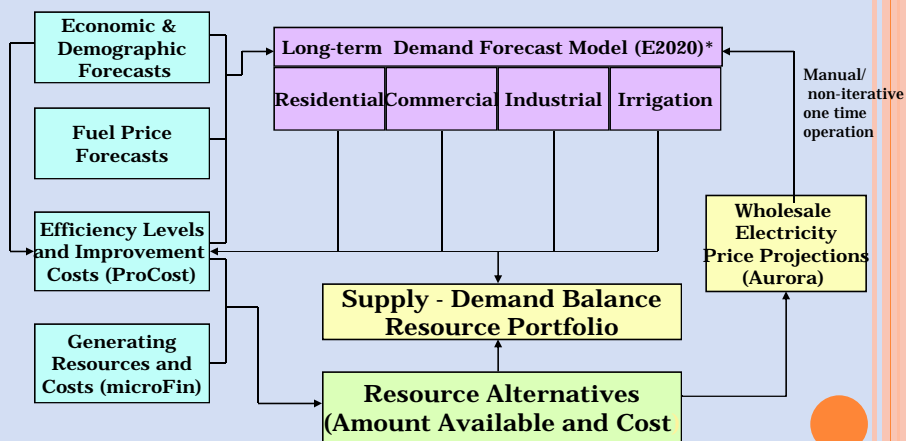 Economic &
Demographic
Forecasts
Long-term Demand Forecast Model (E2020)*
Residential
Commercial
Industrial
Irrigation
Manual/
non-iterative
one time
operation
Fuel Price
Forecasts
Efficiency Levels
and Improvement
Costs (ProCost)
Wholesale
Electricity
Price Projections
(Aurora)
Supply - Demand Balance
Resource Portfolio
Generating
Resources and
Costs (microFin)
Resource Alternatives
(Amount Available and Cost